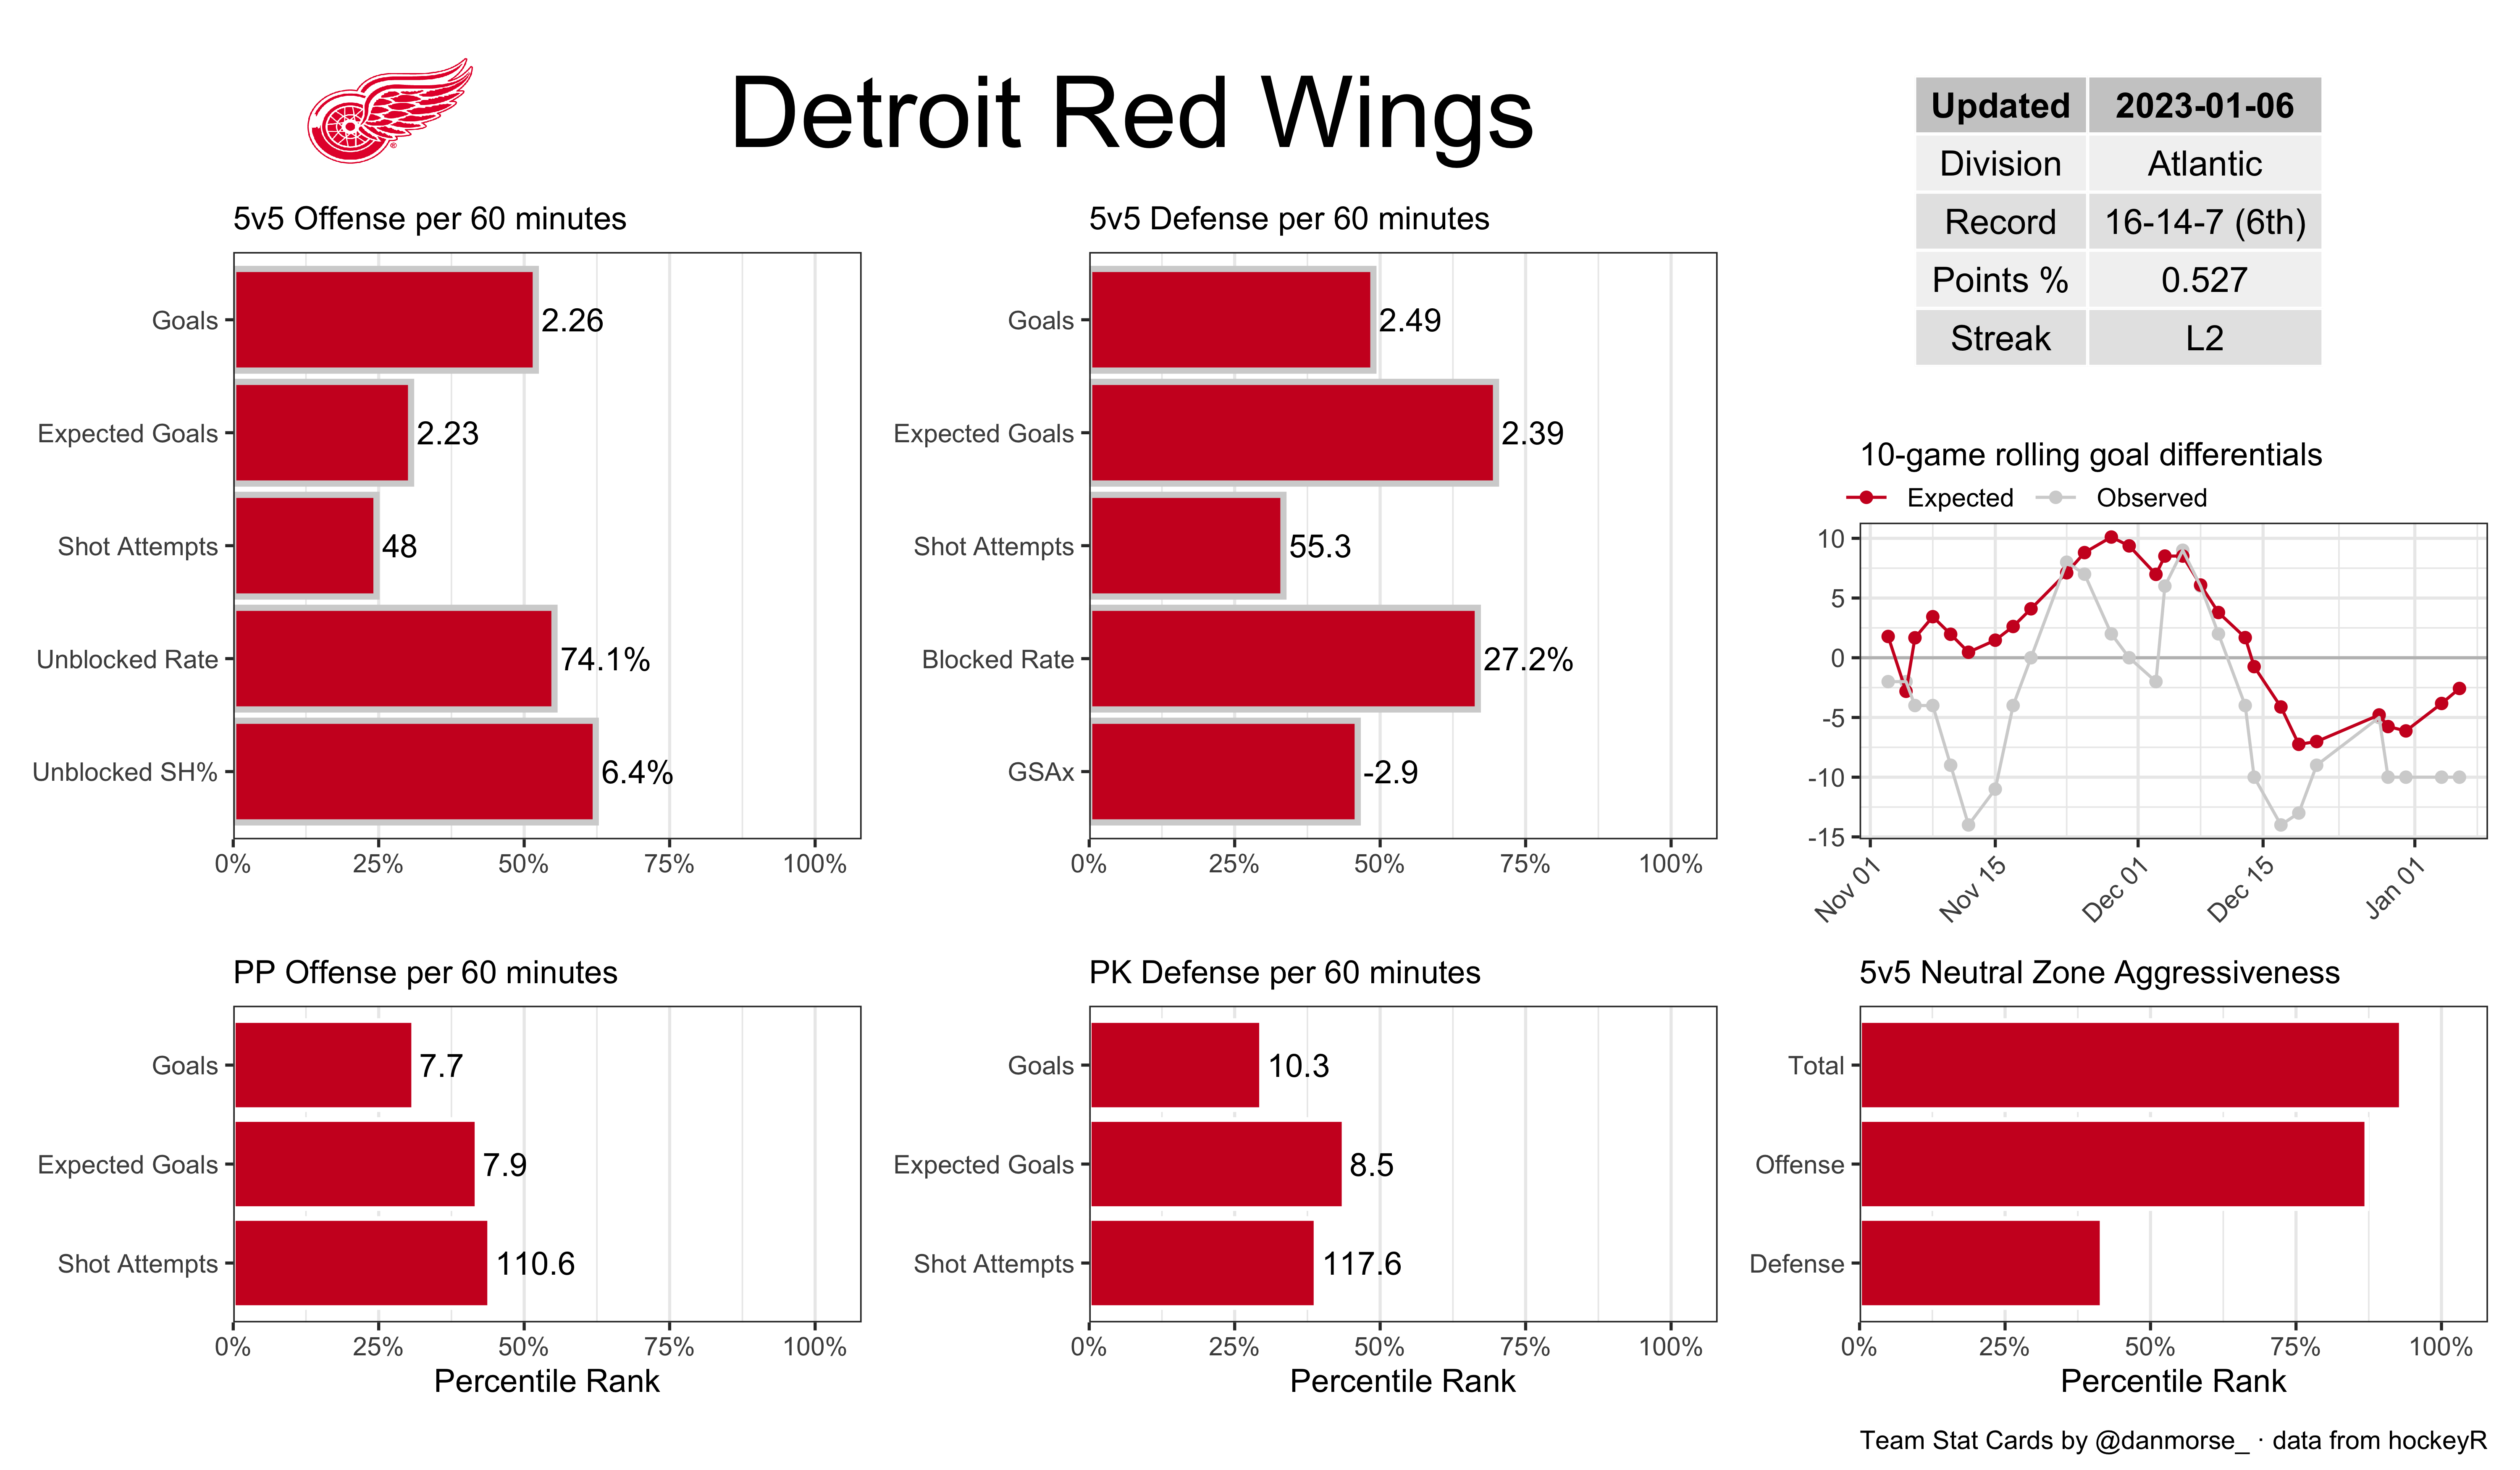 Detroit Red Wings
Updated 2023-01-06
Division Atlantic
Record 16-14-7 (6th)
Points % 0.527
Streak L2
5v5 Offense per 60 minutes
Goals 2.26
Expected Goals 2.23
Shot Attempts 48
Unblocked Rate 74.1%
Unblocked SH% 6.4%
0% 25% 50% 75% 100%
5v5 Defense per 60 minutes
Goals 2.49
Expected Goals 2.39
Shot Attempts 55.3
Blocked Rate 27.2%
GSAx -2.9
0% 25% 50% 75% 100%
10-game rolling goal differentials
Expected Observed
10
5
0
-5
-10
-15
Nov 01 Nov 15 Dec 01 Dec 15 Jan 01
PP Offense per 60 minutes
Goals 7.7
Expected Goals 7.9
Shot Attempts 110.6
0% 25% 50% 75% 100%
Percentile Rank
PK Defense per 60 minutes
Goals 10.3
Expected Goals 8.5
Shot Attempts 117.6
0% 25% 50% 75% 100%
Percentile Rank
5v5 Neutral Zone Aggressiveness
Total
Offense
Defense
0% 25% 50% 75% 100%
Percentile Rank
Team Stat Cards by @danmorse_ · data from hockeyR